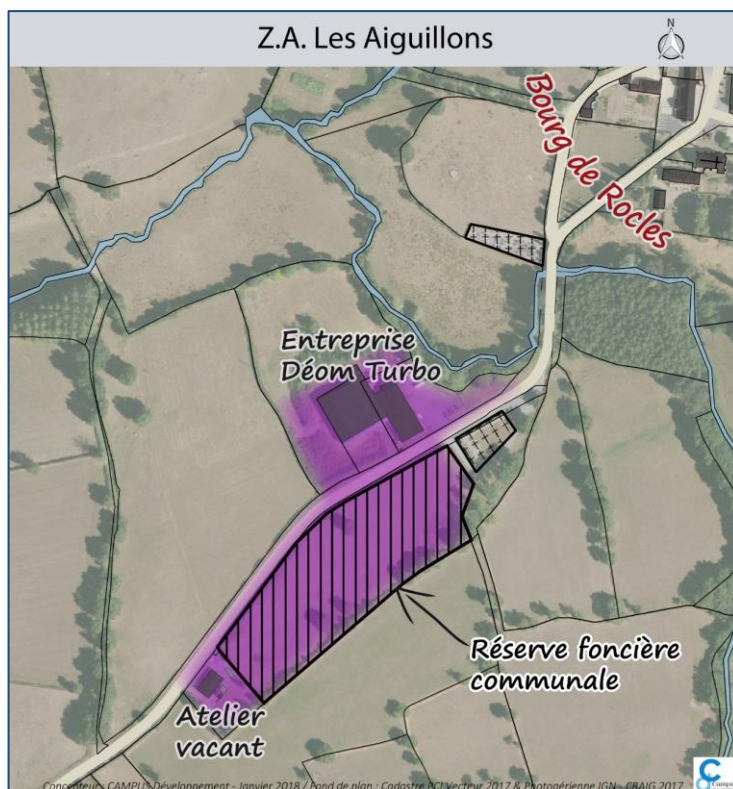 Z.A. Les Aiguillons
N
Bourg de Rocles
Entreprise
Déom Turbo
Réserve foncière
communale
Atelier
vacant
Concepteur : CAMPUS Développement - Janvier 2018 / Fond de plan : Cadastre PCI Vecteur 2017 & Photogérienne IGN - CRAIG 2017
Campus